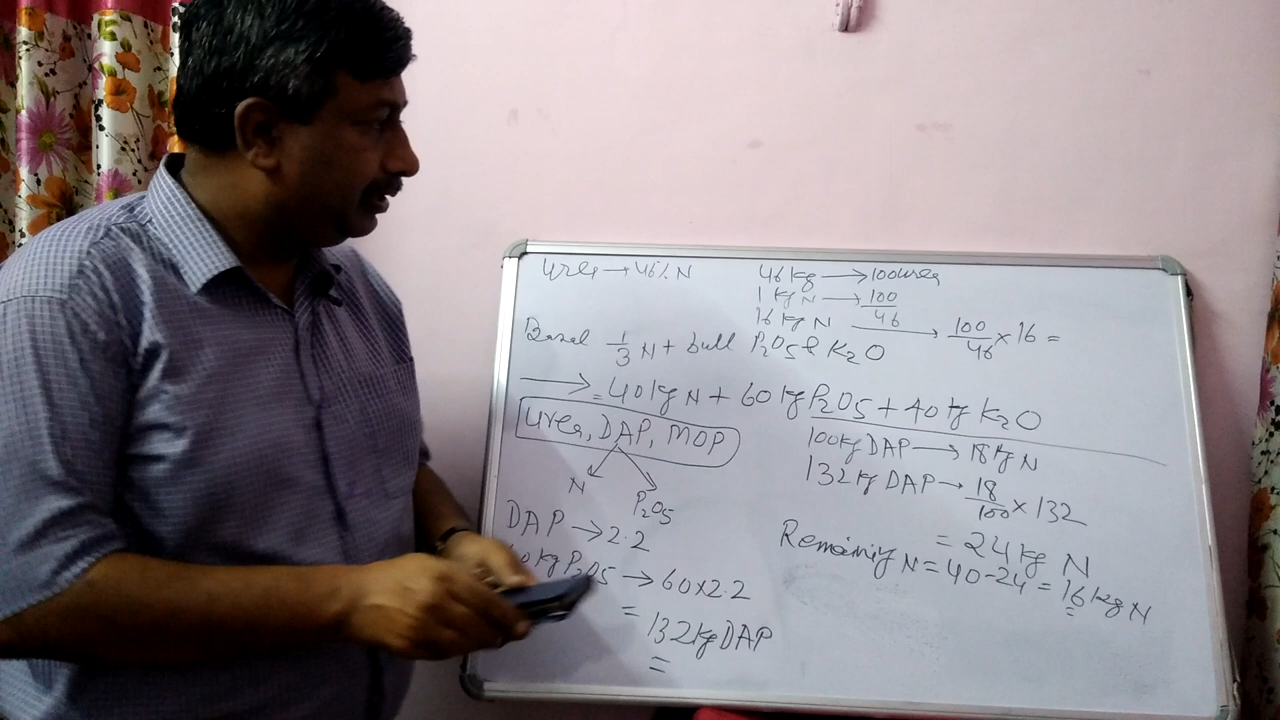 Urea → 46% N
46 kg → 100 urea
1 kg N → 100/46
16 kg N → 100/46 × 16 =
Basal 1/3 N + bull P2O5 & K2O
→ = 40 kg N + 60 kg P2O5 + 40 kg K2O
Urea, DAP, MOP
N P2O5
DAP → 2.2
0 kg P2O5 → 60×2.2
= 132 kg DAP
100 kg DAP → 18 kg N
132 kg DAP → 18/100 × 132
= 24 kg N
Remaining N = 40-24 = 16 kg N